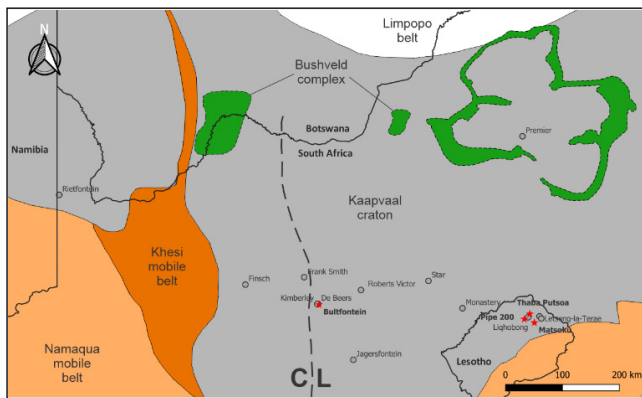 N
Limpopo
belt
Bushveld
complex
Botswana
South Africa
Premier
Namibia
Rietfontein
Kaapvaal
craton
Khesi
mobile
belt
Finsch
Frank Smith
Roberts Victor
Star
Kimberley
De Beers
Bultfontein
Monastery
Thaba Putsoa
Pipe 200
Letseng-la-Terae
Liqhobong
Matsoku
Namaqua
mobile
belt
Jagersfontein
Lesotho
C L
0 100 200 km